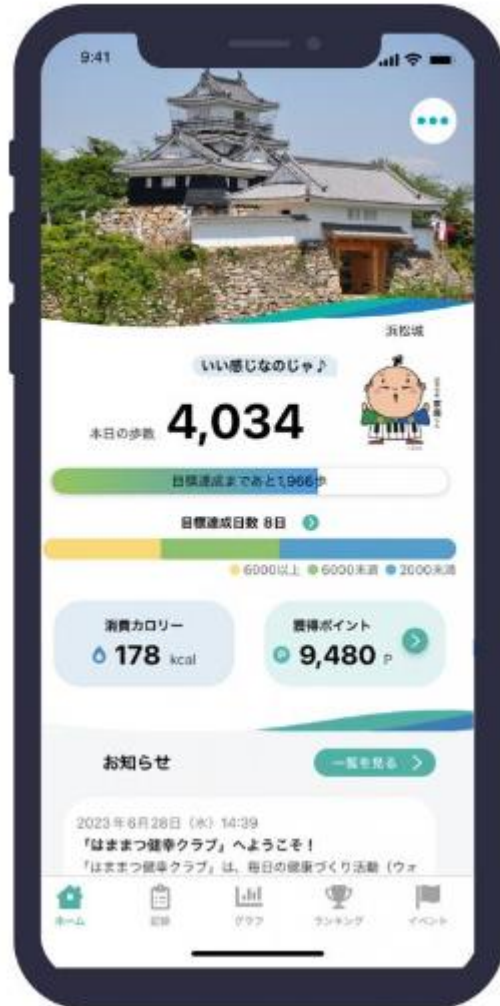 9:41
浜松城
いい感じなのじゃ♪
本日の歩数 4,034
目標達成まであと1,966歩
目標達成日数 8日
6000以上 6000未満 2000未満
消費カロリー
178 kcal
獲得ポイント
P 9,480 P
お知らせ
一覧を見る
2023年6月28日（水）14:39
「はままつ健幸クラブ」へようこそ！
「はままつ健幸クラブ」は、毎日の健康づくり活動（ウォ
ホーム 記録 グラフ ランキング イベント